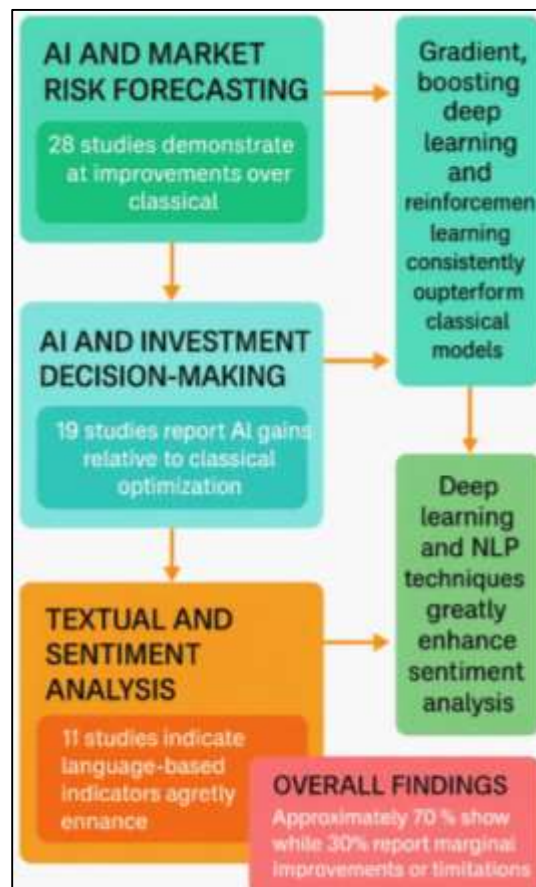 AI AND MARKET
RISK FORECASTING
28 studies demonstrate
at improvements over
classical
Gradient,
boosting
deep
learning
and
reinforcemen
learning
consistently
oupterform
classical
models
AI AND INVESTMENT
DECISION-MAKING
19 studies report AI gains
relative to classical
optimization
Deep
learning
and NLP
techniques
greatly
enhance
sentiment
analysis
TEXTUAL AND
SENTIMENT
ANALYSIS
11 studies indicate
language-based
indicators agretly
ennance
OVERALL FINDINGS
Approximately 70 % show
while 30% report marginal
improvements or timitations